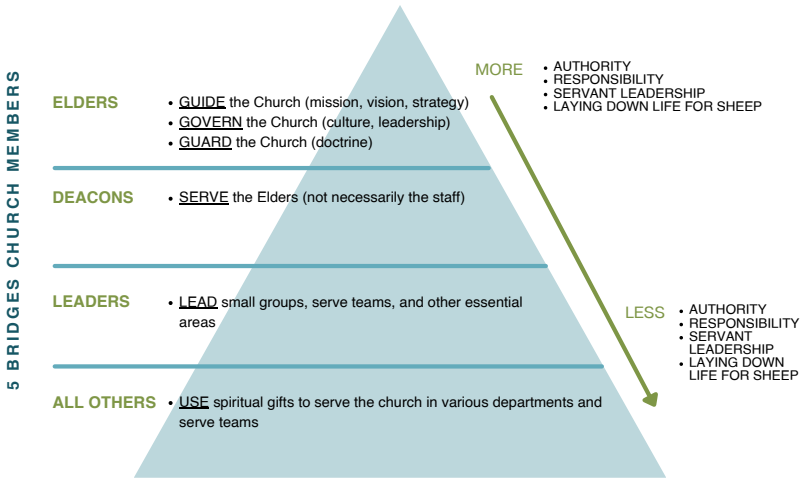 5 BRIDGES CHURCH MEMBERS
ELDERS
• GUIDE the Church (mission, vision, strategy)
• GOVERN the Church (culture, leadership)
• GUARD the Church (doctrine)
MORE
• AUTHORITY
• RESPONSIBILITY
• SERVANT LEADERSHIP
• LAYING DOWN LIFE FOR SHEEP
DEACONS
• SERVE the Elders (not necessarily the staff)
LEADERS
• LEAD small groups, serve teams, and other essential
areas
LESS
• AUTHORITY
• RESPONSIBILITY
• SERVANT
LEADERSHIP
• LAYING DOWN
LIFE FOR SHEEP
ALL OTHERS
• USE spiritual gifts to serve the church in various departments and
serve teams